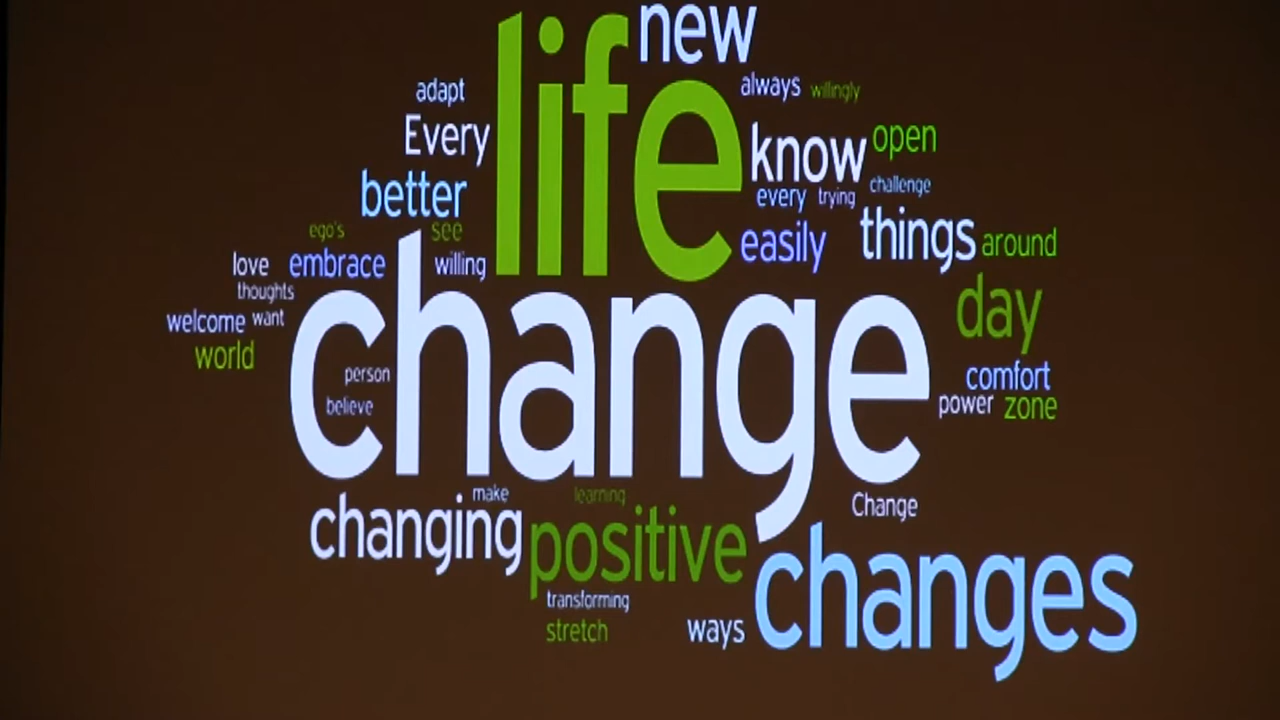 new
life
adapt
always willingly
Every
know open
better
every trying challenge
ego's see
easily things around
love embrace willing
thoughts
day
welcome want
world
change
person
believe
comfort
power zone
make learning
changing
Change
positive
changes
transforming
stretch
ways